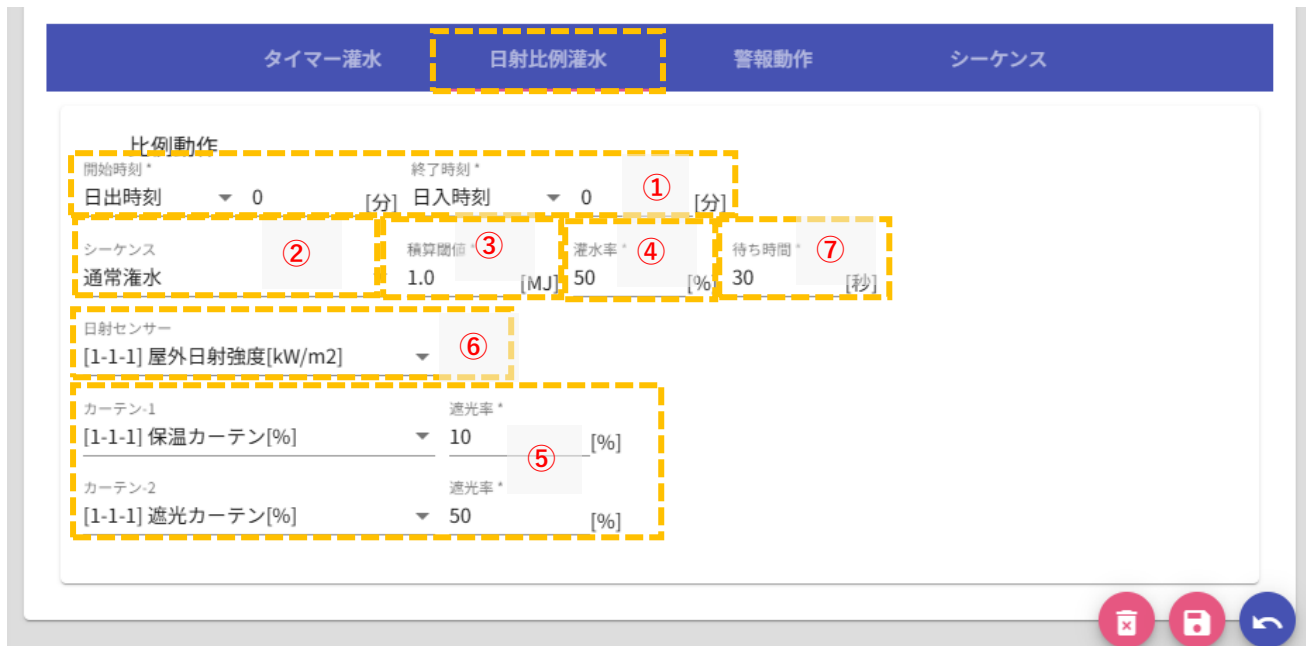 タイマー灌水 日射比例灌水 警報動作 シーケンス
比例動作
開始時刻 * 終了時刻 *
日出時刻 0 [分] 日入時刻 0 [分] ①
シーケンス ② 積算閾値 * ③ 灌水率 * ④ 待ち時間 * ⑦
通常潅水 1.0 [MJ] 50 [%] 30 [秒]
日射センサー
[1-1-1] 屋外日射強度[kW/m2] ⑥
カーテン-1 遮光率 *
[1-1-1] 保温カーテン[%] 10 [%]
⑤
カーテン-2 遮光率 *
[1-1-1] 遮光カーテン[%] 50 [%]